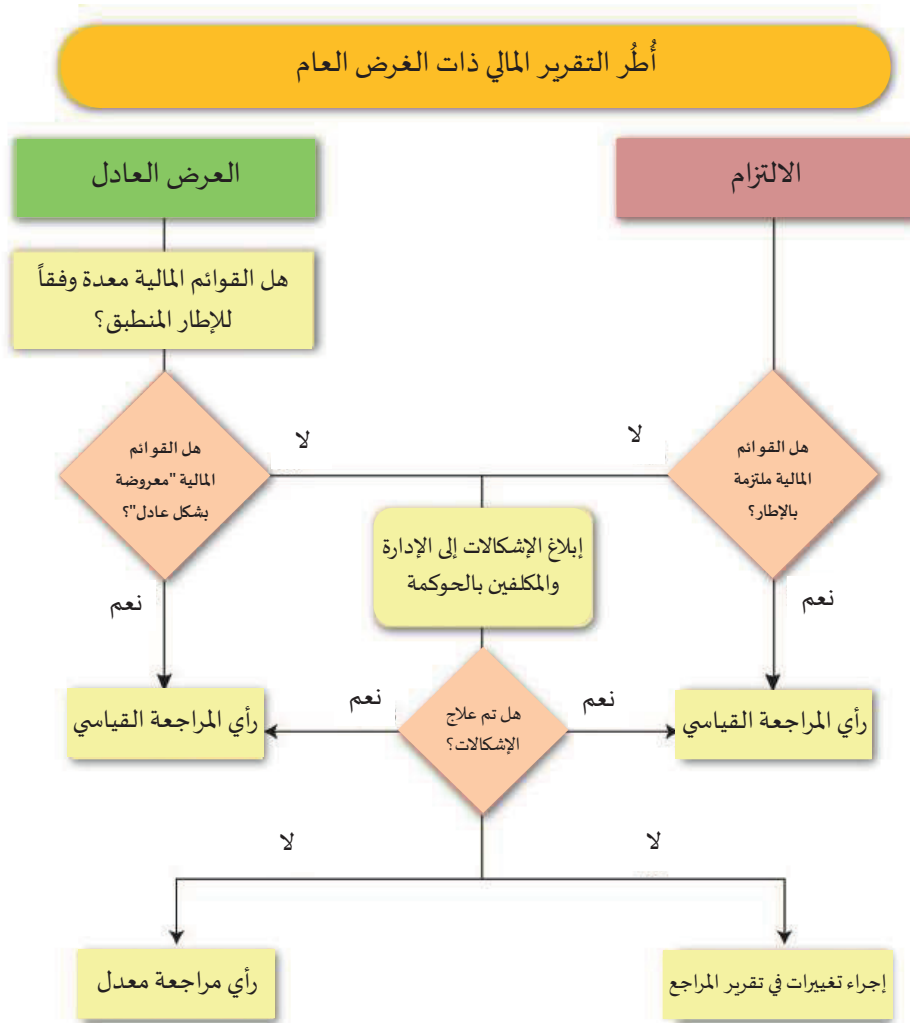 أُطُر التقرير المالي ذات الغرض العام
الالتزام
العرض العادل
هل القوائم المالية معدة وفقاً
للإطار المنطبق؟
هل القوائم
المالية ملتزمة
بالإطار؟
لا
لا
هل القوائم
المالية "معروضة
بشكل عادل"؟
إبلاغ الإشكالات إلى الإدارة
والمكلفين بالحوكمة
نعم
نعم
رأي المراجعة القياسي
نعم
هل تم علاج
الإشكالات؟
نعم
رأي المراجعة القياسي
لا
لا
إجراء تغييرات في تقرير المراجع
رأي مراجعة معدل